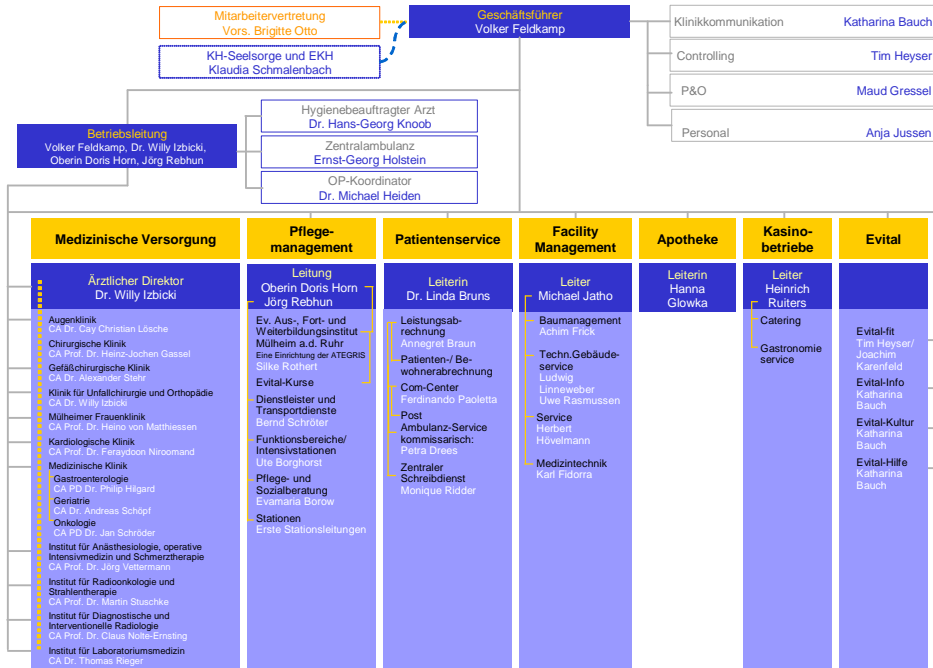 Mitarbeitervertretung
Vors. Brigitte Otto
Geschäftsführer
Volker Feldkamp
Klinikkommunikation Katharina Bauch
Controlling Tim Heyser
P&O Maud Gressel
Personal Anja Jussen
KH-Seelsorge und EKH
Klaudia Schmalenbach
Betriebsleitung
Volker Feldkamp, Dr. Willy Izbicki,
Oberin Doris Horn, Jörg Rebhun
Hygienebeauftragter Arzt
Dr. Hans-Georg Knoob
Zentralambulanz
Ernst-Georg Holstein
OP-Koordinator
Dr. Michael Heiden
Medizinische Versorgung
Ärztlicher Direktor
Dr. Willy Izbicki
Augenklinik
CA Dr. Cay Christian Lösche
Chirurgische Klinik
CA Prof. Dr. Heinz-Jochen Gassel
Gefäßchirurgische Klinik
CA Dr. Alexander Stehr
Klinik für Unfallchirurgie und Orthopädie
CA Dr. Willy Izbicki
Mülheimer Frauenklinik
CA Prof. Dr. Heino von Matthiessen
Kardiologische Klinik
CA Prof. Dr. Feraydoon Niroomand
Medizinische Klinik
Gastroenterologie
CA PD Dr. Philip Hilgard
Geriatrie
CA Dr. Andreas Schöpf
Onkologie
CA PD Dr. Jan Schröder
Institut für Anästhesiologie, operative
Intensivmedizin und Schmerztherapie
CA Prof. Dr. Jörg Vettermann
Institut für Radioonkologie und
Strahlentherapie
CA Prof. Dr. Martin Stuschke
Institut für Diagnostische und
Interventionelle Radiologie
CA Prof. Dr. Claus Nolte-Ernsting
Institut für Laboratoriumsmedizin
CA Dr. Thomas Rieger
Pflege-
management
Leitung
Oberin Doris Horn
Jörg Rebhun
Ev. Aus-, Fort- und
Weiterbildungsinstitut
Mülheim a.d. Ruhr
Eine Einrichtung der ATEGRIS
Silke Rothert
Evital-Kurse
Dienstleister und
Transportdienste
Bernd Schröter
Funktionsbereiche/
Intensivstationen
Ute Borghorst
Pflege- und
Sozialberatung
Evamaria Borow
Stationen
Erste Stationsleitungen
Patientenservice
Leiterin
Dr. Linda Bruns
Leistungsab-
rechnung
Annegret Braun
Patienten-/ Be-
wohnerabrechnung
Com-Center
Ferdinando Paoletta
Post
Ambulanz-Service
kommissarisch:
Petra Drees
Zentraler
Schreibdienst
Monique Ridder
Facility
Management
Leiter
Michael Jatho
Baumanagement
Achim Frick
Techn.Gebäude-
service
Ludwig
Linneweber
Uwe Rasmussen
Service
Herbert
Hövelmann
Medizintechnik
Karl Fidorra
Apotheke
Leiterin
Hanna
Glowka
Kasino-
betriebe
Leiter
Heinrich
Ruiters
Catering
Gastronomie
service
Evital
Evital-fit
Tim Heyser/
Joachim
Karenfeld
Evital-Info
Katharina
Bauch
Evital-Kultur
Katharina
Bauch
Evital-Hilfe
Katharina
Bauch